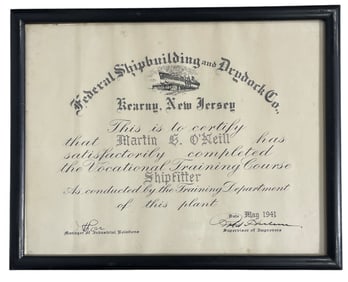 Federal Shipbuilding and Drydock Co.,
Kearny, New Jersey
This is to certify
that Martin G. O'Neill has
satisfactorily completed
the Vocational Training Course
Shipfitter
As conducted by the Training Department
of this plant
Date May 1941
Manager of Industrial Relations
Supervisor of Inspectors